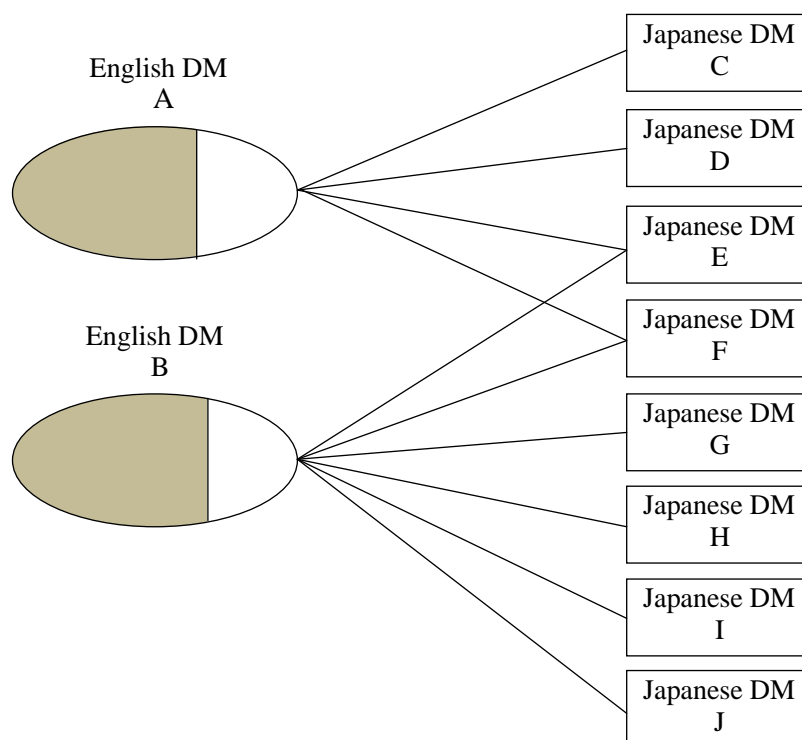 English DM
A
English DM
B
Japanese DM
C
Japanese DM
D
Japanese DM
E
Japanese DM
F
Japanese DM
G
Japanese DM
H
Japanese DM
I
Japanese DM
J